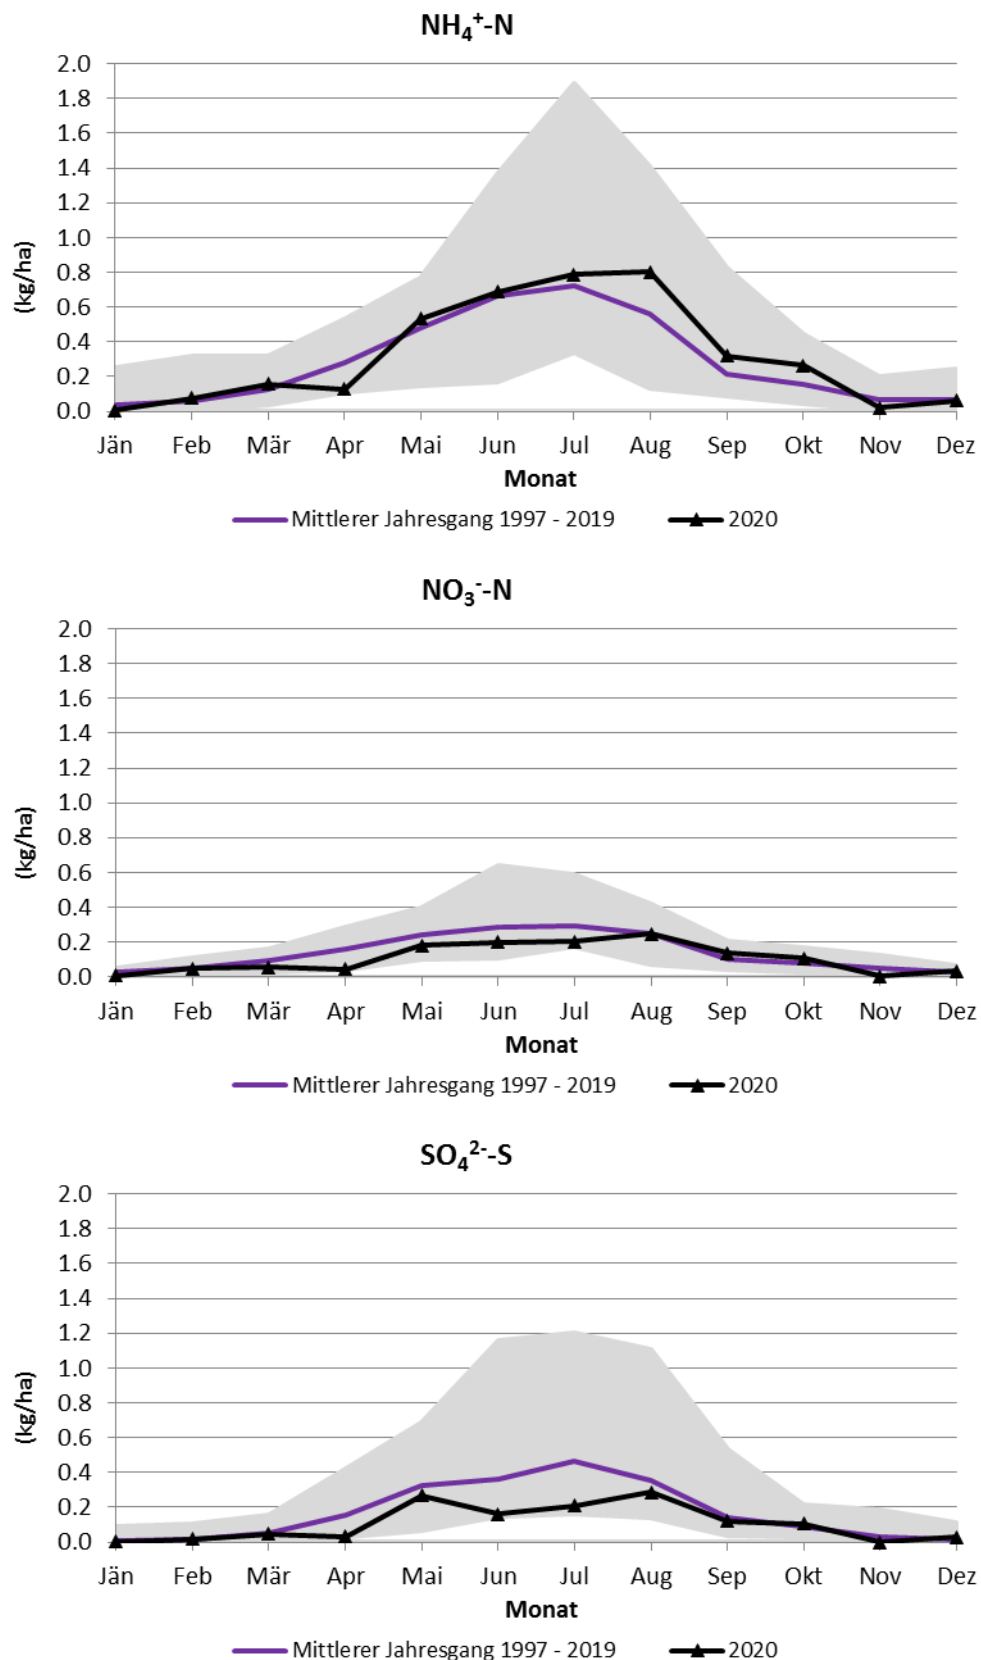 NH₄⁺-N
2.0
1.8
1.6
1.4
1.2
1.0
0.8
0.6
0.4
0.2
0.0
(kg/ha)
Jän Feb Mär Apr Mai Jun Jul Aug Sep Okt Nov Dez
Monat
Mittlerer Jahresgang 1997 - 2019 2020
NO₃⁻-N
2.0
1.8
1.6
1.4
1.2
1.0
0.8
0.6
0.4
0.2
0.0
(kg/ha)
Jän Feb Mär Apr Mai Jun Jul Aug Sep Okt Nov Dez
Monat
Mittlerer Jahresgang 1997 - 2019 2020
SO₄²⁻-S
2.0
1.8
1.6
1.4
1.2
1.0
0.8
0.6
0.4
0.2
0.0
(kg/ha)
Jän Feb Mär Apr Mai Jun Jul Aug Sep Okt Nov Dez
Monat
Mittlerer Jahresgang 1997 - 2019 2020